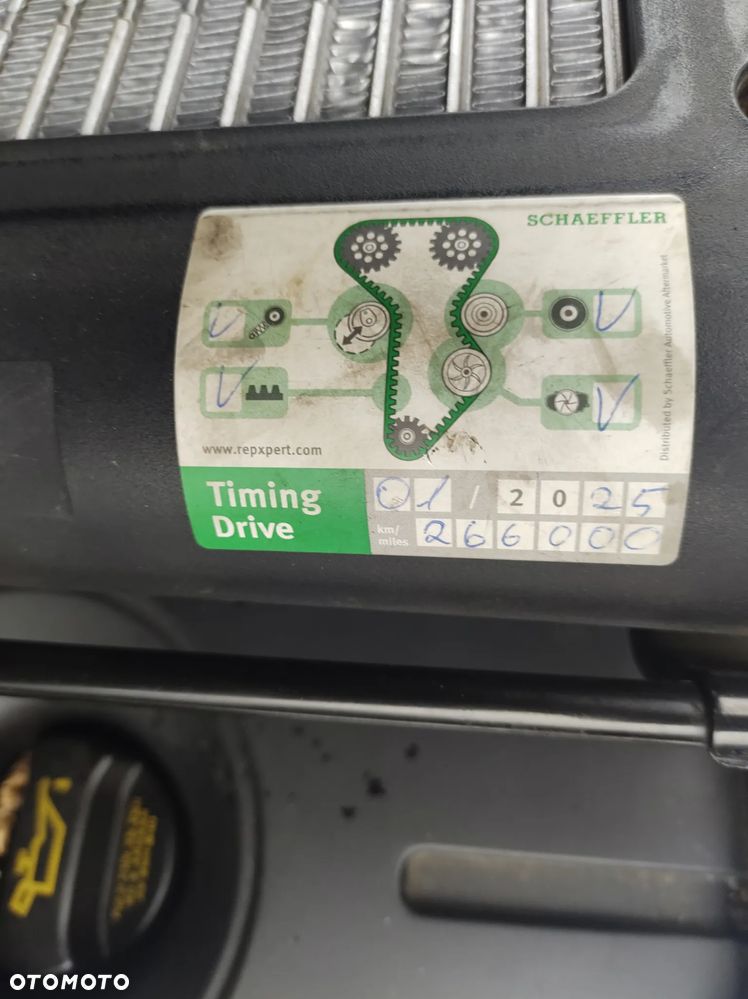 SCHAEFFLER
Distributed by Schaeffler Automotive Aftermarket
www.repxpert.com
Timing
Drive
01 / 2025
km/
miles
266000
OTOMOTO